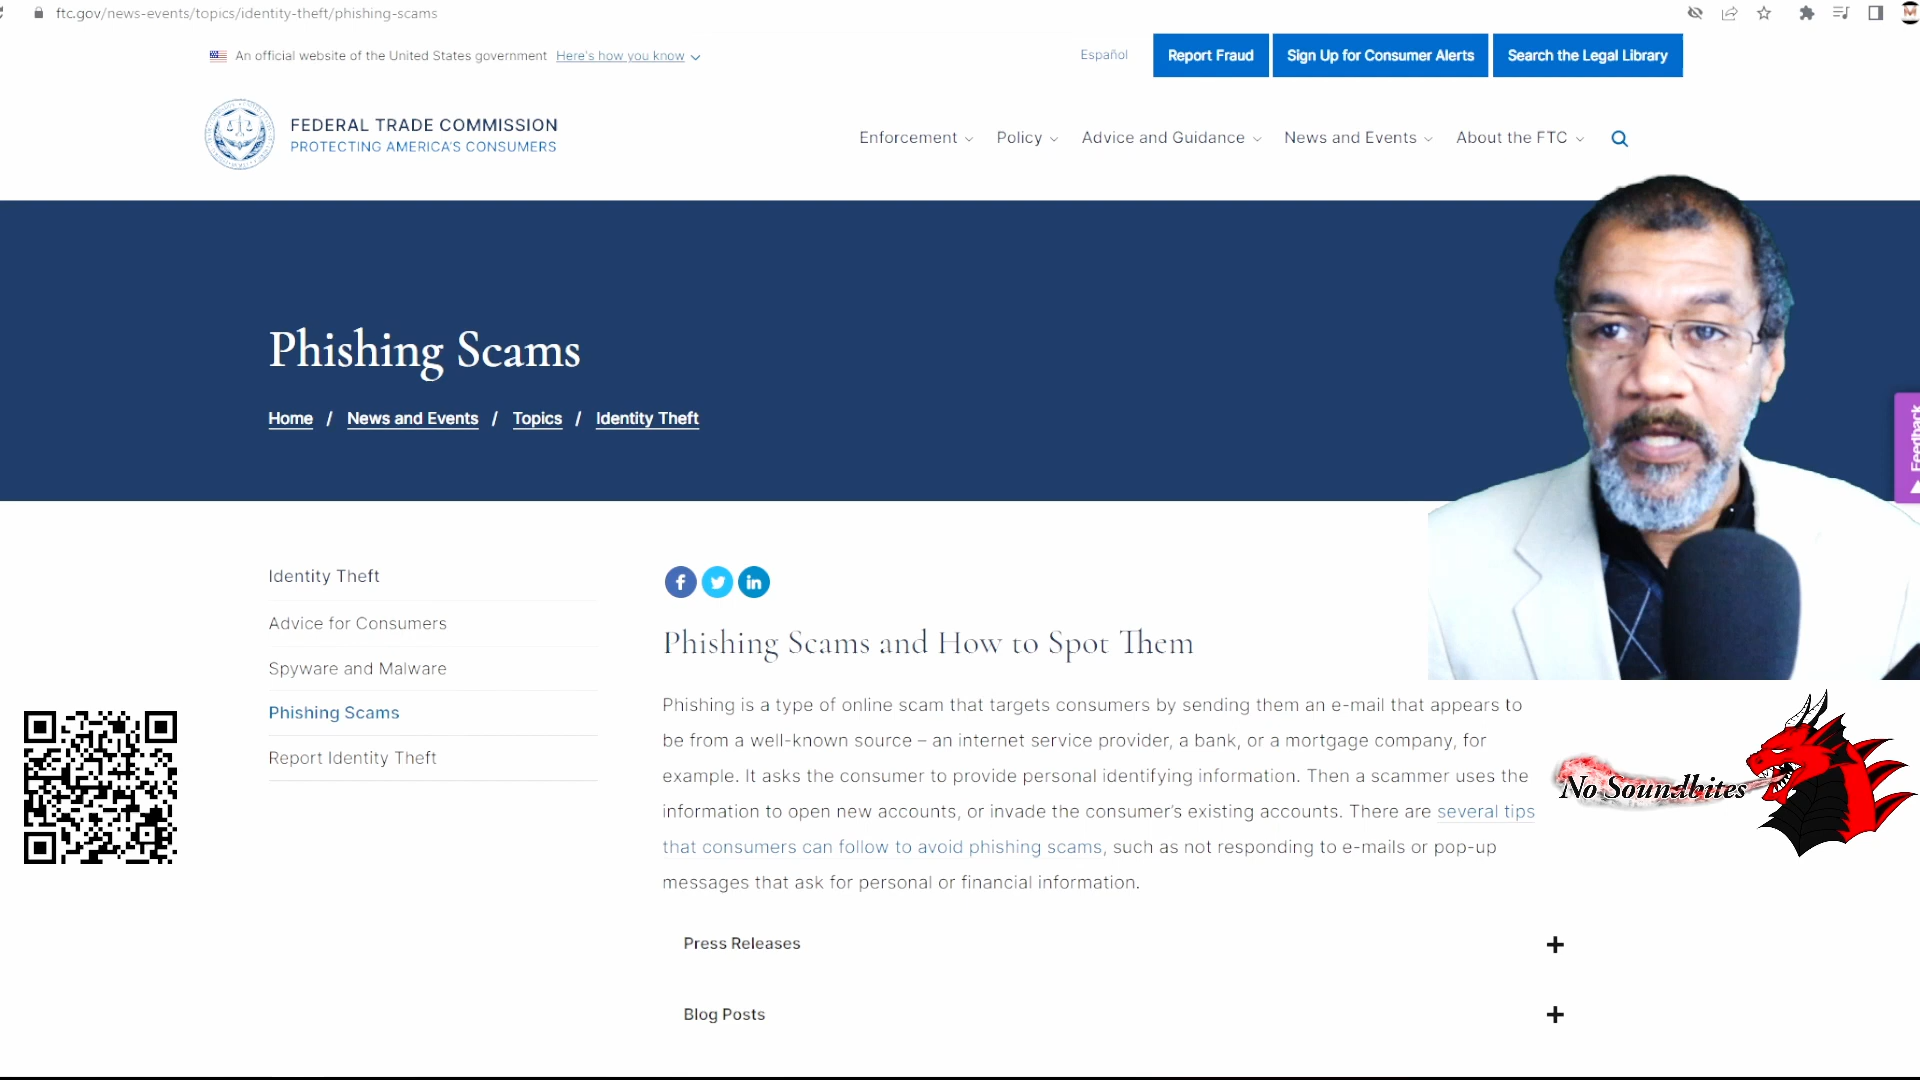 ftc.gov/news-events/topics/identity-theft/phishing-scams
An official website of the United States government Here's how you know
Español
Report Fraud
Sign Up for Consumer Alerts
Search the Legal Library
FEDERAL TRADE COMMISSION
PROTECTING AMERICA'S CONSUMERS
Enforcement
Policy
Advice and Guidance
News and Events
About the FTC
Phishing Scams
Home / News and Events / Topics / Identity Theft
Feedback
Identity Theft
Advice for Consumers
Spyware and Malware
Phishing Scams
Report Identity Theft
Phishing Scams and How to Spot Them
Phishing is a type of online scam that targets consumers by sending them an e-mail that appears to
be from a well-known source – an internet service provider, a bank, or a mortgage company, for
example. It asks the consumer to provide personal identifying information. Then a scammer uses the
information to open new accounts, or invade the consumer's existing accounts. There are several tips
that consumers can follow to avoid phishing scams, such as not responding to e-mails or pop-up
messages that ask for personal or financial information.
No Soundbites
Press Releases
Blog Posts